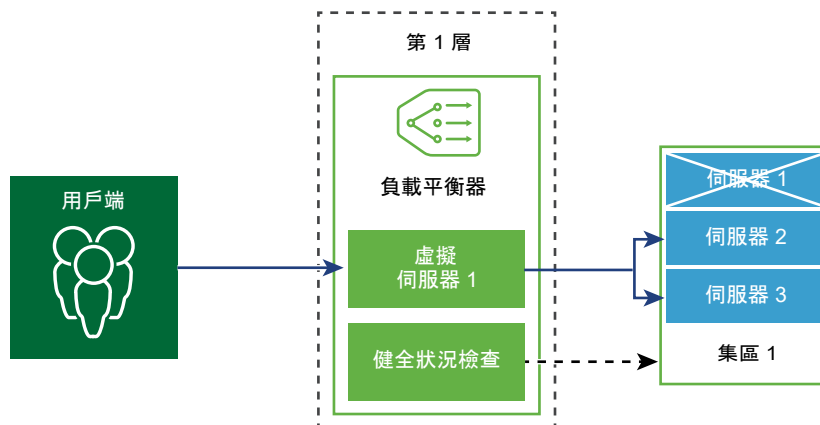 第 1 層
負載平衡器
用戶端
虛擬
伺服器 1
健全狀況檢查
伺服器 1
伺服器 2
伺服器 3
集區 1